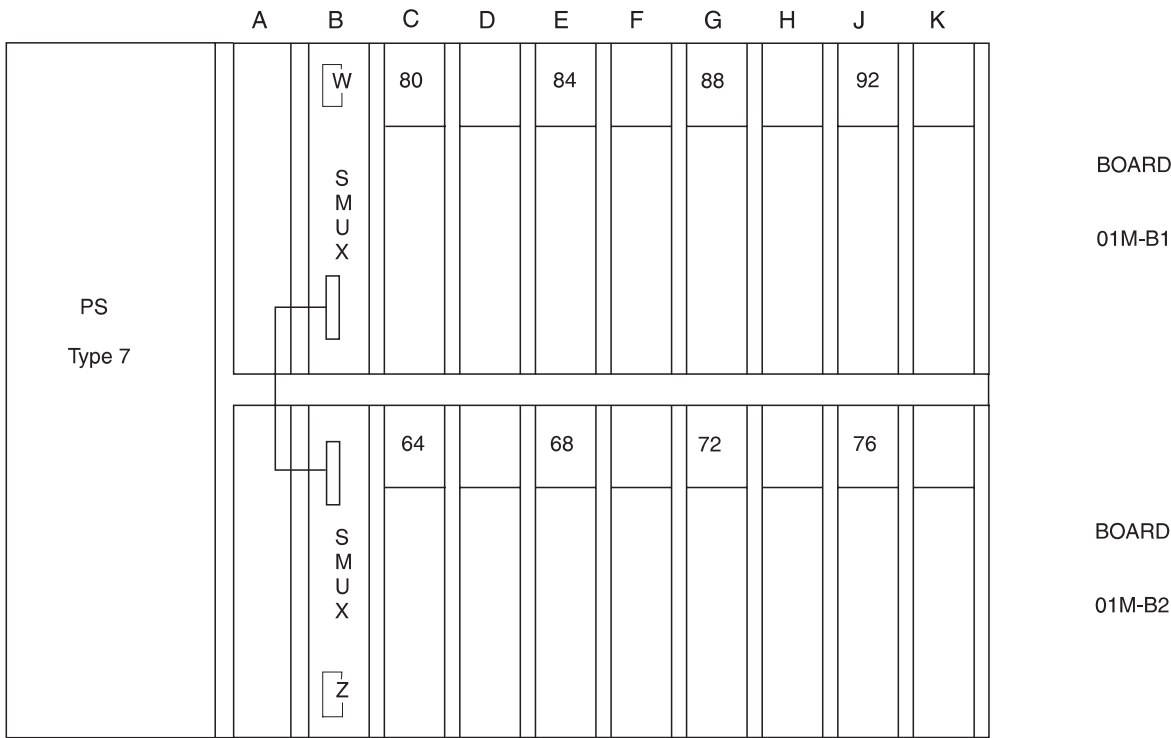 A B C D E F G H J K
W 80 84 88 92
BOARD
S
M
U
X
01M-B1
PS
Type 7
64 68 72 76
S
M
U
X
BOARD
01M-B2
Z